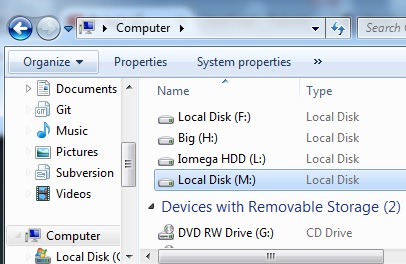 Computer
Search C
Organize Properties System properties »
Documents
Git
Music
Pictures
Subversion
Videos
Computer
Local Disk (C
Name Type
Local Disk (F:) Local Disk
Big (H:) Local Disk
Iomega HDD (L:) Local Disk
Local Disk (M:) Local Disk
Devices with Removable Storage (2)
DVD RW Drive (G:) CD Drive